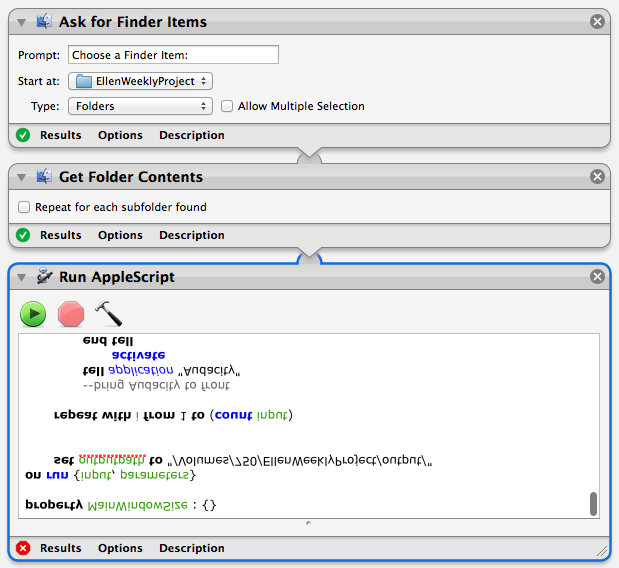 Ask for Finder Items
Prompt: Choose a Finder Item:
Start at: EllenWeeklyProject
Type: Folders Allow Multiple Selection
Results Options Description
Get Folder Contents
Repeat for each subfolder found
Results Options Description
Run AppleScript
property MainWindowSize : {}
on run {input, parameters}
set outputpath to "/Volumes/750/EllenWeeklyProject/output/"
repeat with i from 1 to (count input)
--bring Audacity to front
tell application "Audacity"
activate
end tell
Results Options Description